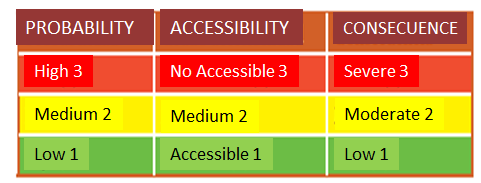 PROBABILITY ACCESSIBILITY CONSECUENCE
High 3 No Accessible 3 Severe 3
Medium 2 Medium 2 Moderate 2
Low 1 Accessible 1 Low 1